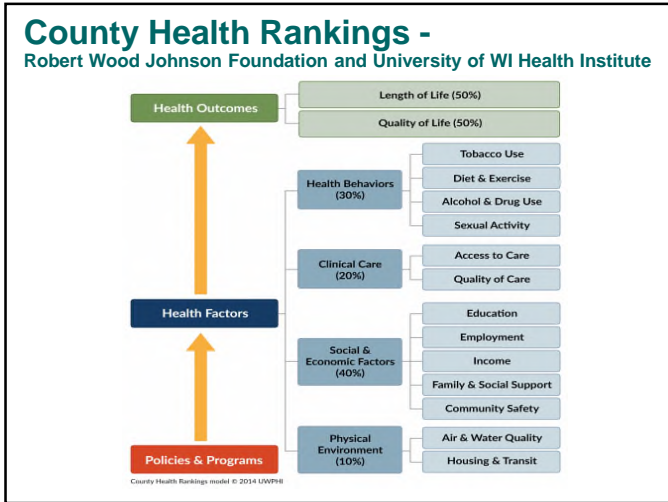 County Health Rankings -
Robert Wood Johnson Foundation and University of WI Health Institute
Health Outcomes
Length of Life (50%)
Quality of Life (50%)
Health Factors
Health Behaviors
(30%)
Tobacco Use
Diet & Exercise
Alcohol & Drug Use
Sexual Activity
Clinical Care
(20%)
Access to Care
Quality of Care
Social &
Economic Factors
(40%)
Education
Employment
Income
Family & Social Support
Community Safety
Physical
Environment
(10%)
Air & Water Quality
Housing & Transit
Policies & Programs
County Health Rankings model © 2014 UWPHI